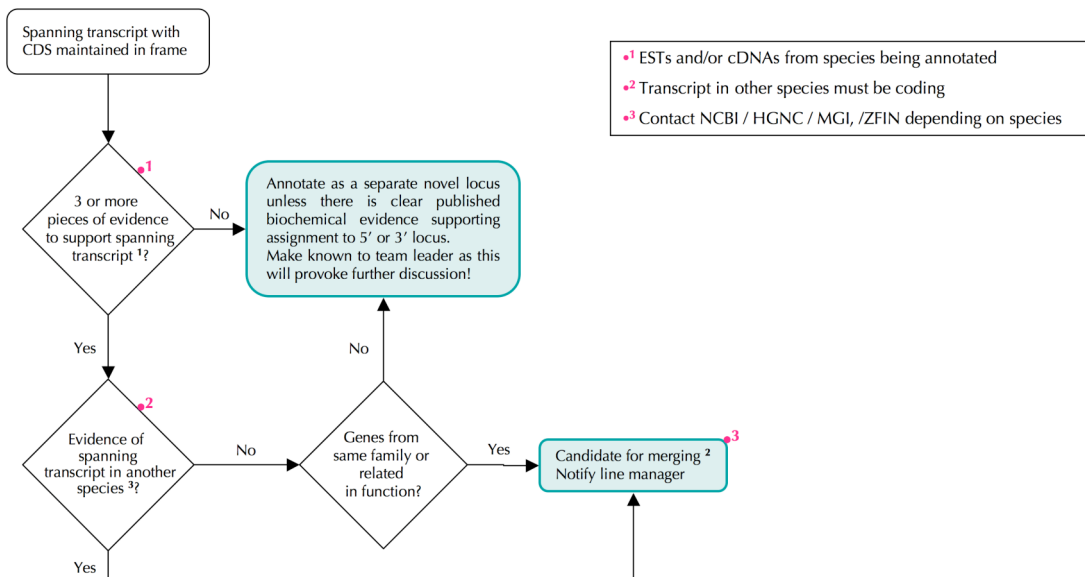 Spanning transcript with
CDS maintained in frame
•1 ESTs and/or cDNAs from species being annotated
•2 Transcript in other species must be coding
•3 Contact NCBI / HGNC / MGI, /ZFIN depending on species
•1
3 or more
pieces of evidence
to support spanning
transcript 1?
No
Annotate as a separate novel locus
unless there is clear published
biochemical evidence supporting
assignment to 5′ or 3′ locus.
Make known to team leader as this
will provoke further discussion!
Yes
No
•2
Evidence of
spanning
transcript in another
species 3?
No
Genes from
same family or
related
in function?
Yes
•3
Candidate for merging 2
Notify line manager
Yes